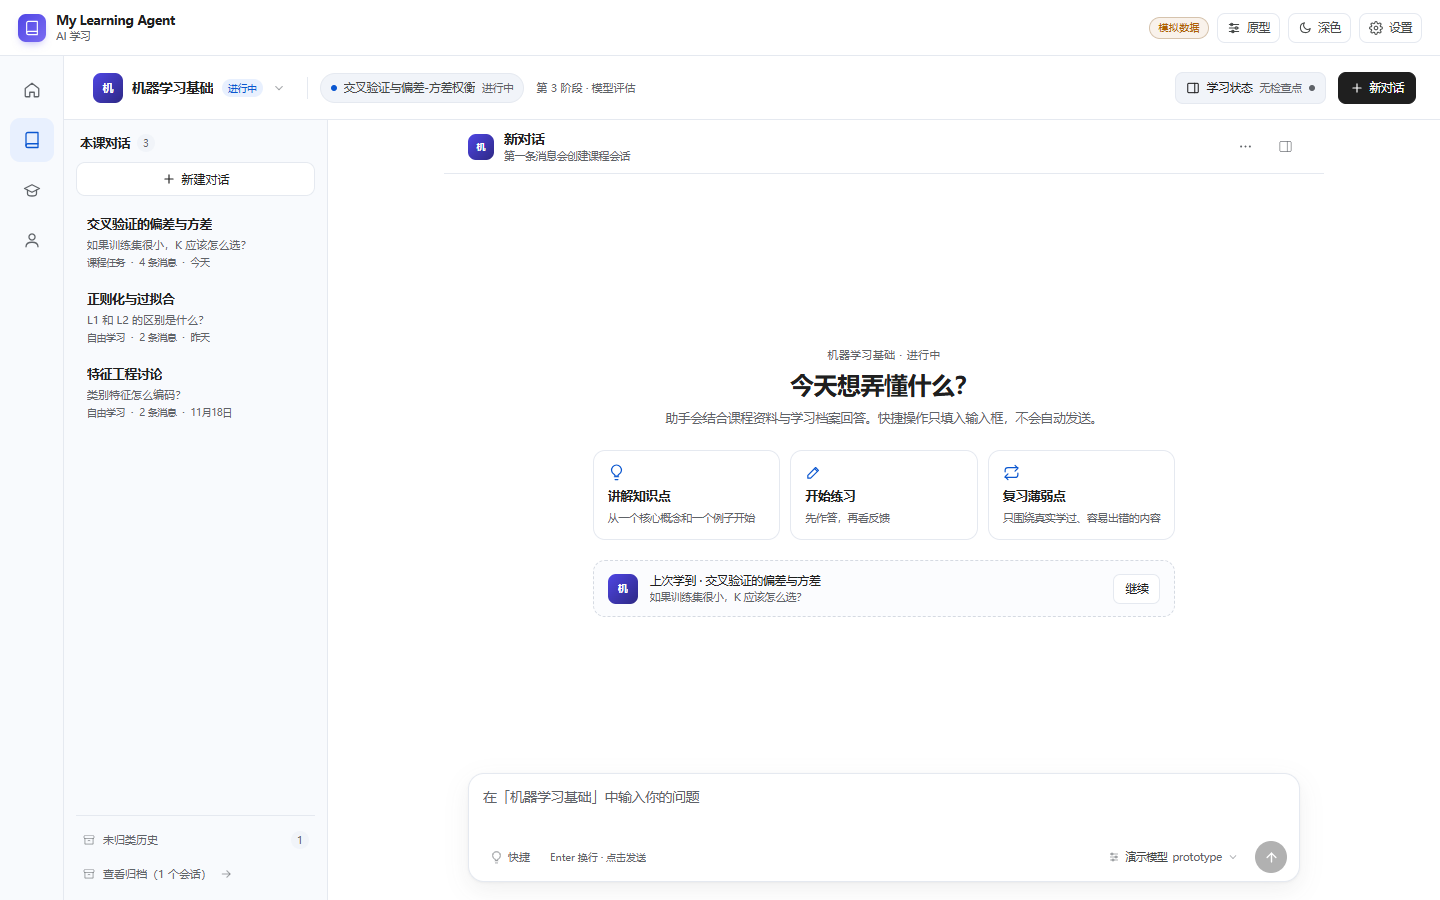 My Learning Agent
AI 学习
模拟数据
原型
深色
设置
机
机器学习基础
进行中
交叉验证与偏差-方差权衡 进行中
第 3 阶段 · 模型评估
学习状态 无检查点
新对话
本课对话 3
新建对话
交叉验证的偏差与方差
如果训练集很小，K 应该怎么选？
课程任务 · 4 条消息 · 今天
正则化与过拟合
L1 和 L2 的区别是什么？
自由学习 · 2 条消息 · 昨天
特征工程讨论
类别特征怎么编码？
自由学习 · 2 条消息 · 11月18日
未归类历史 1
查看归档（1 个会话）
机
新对话
第一条消息会创建课程会话
机器学习基础 · 进行中
今天想弄懂什么？
助手会结合课程资料与学习档案回答。快捷操作只填入输入框，不会自动发送。
讲解知识点
从一个核心概念和一个例子开始
开始练习
先作答，再看反馈
复习薄弱点
只围绕真实学过、容易出错的内容
机
上次学到 · 交叉验证的偏差与方差
如果训练集很小，K 应该怎么选？
继续
在「机器学习基础」中输入你的问题
快捷
Enter 换行 · 点击发送
演示模型 prototype